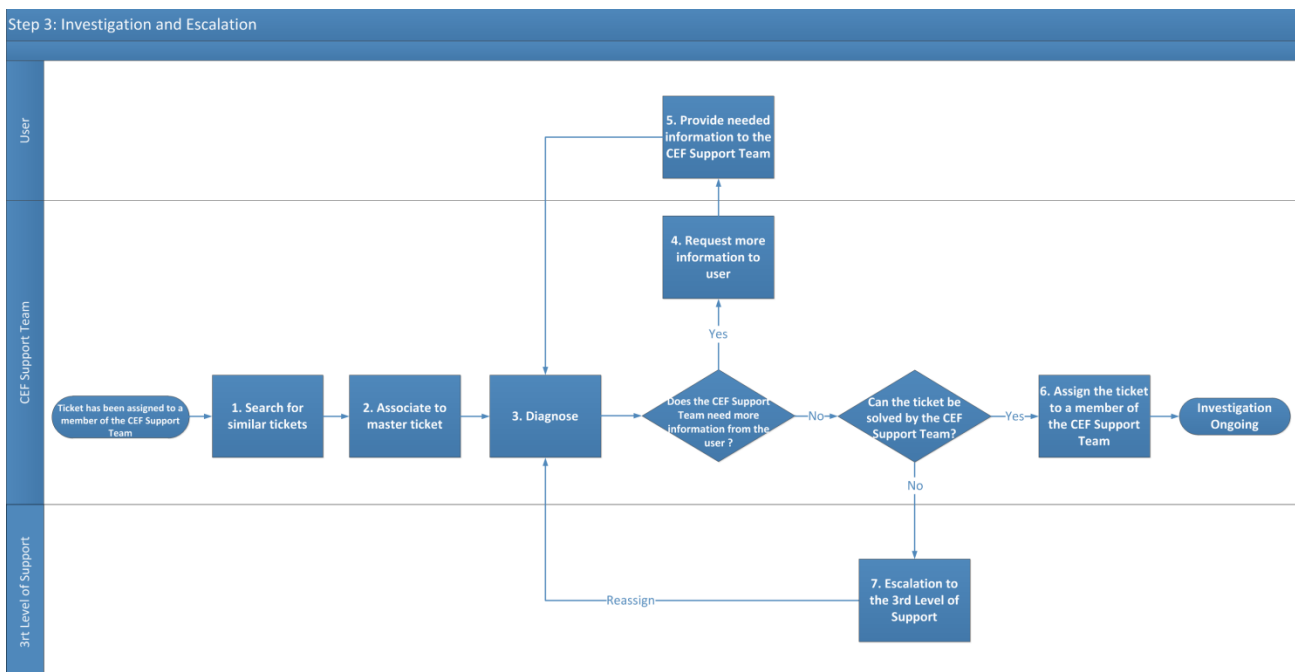 Step 3: Investigation and Escalation
User
5. Provide needed
information to the
CEF Support Team
CEF Support Team
4. Request more
information to
user
Yes
Ticket has been assigned to a
member of the CEF Support
Team
1. Search for
similar tickets
2. Associate to
master ticket
3. Diagnose
Does the CEF Support
Team need more
information from the
user ?
No
Can the ticket be
solved by the CEF
Support Team?
Yes
6. Assign the ticket
to a member of
the CEF Support
Team
Investigation
Ongoing
No
3rt Level of Support
7. Escalation to
the 3rd Level of
Support
Reassign